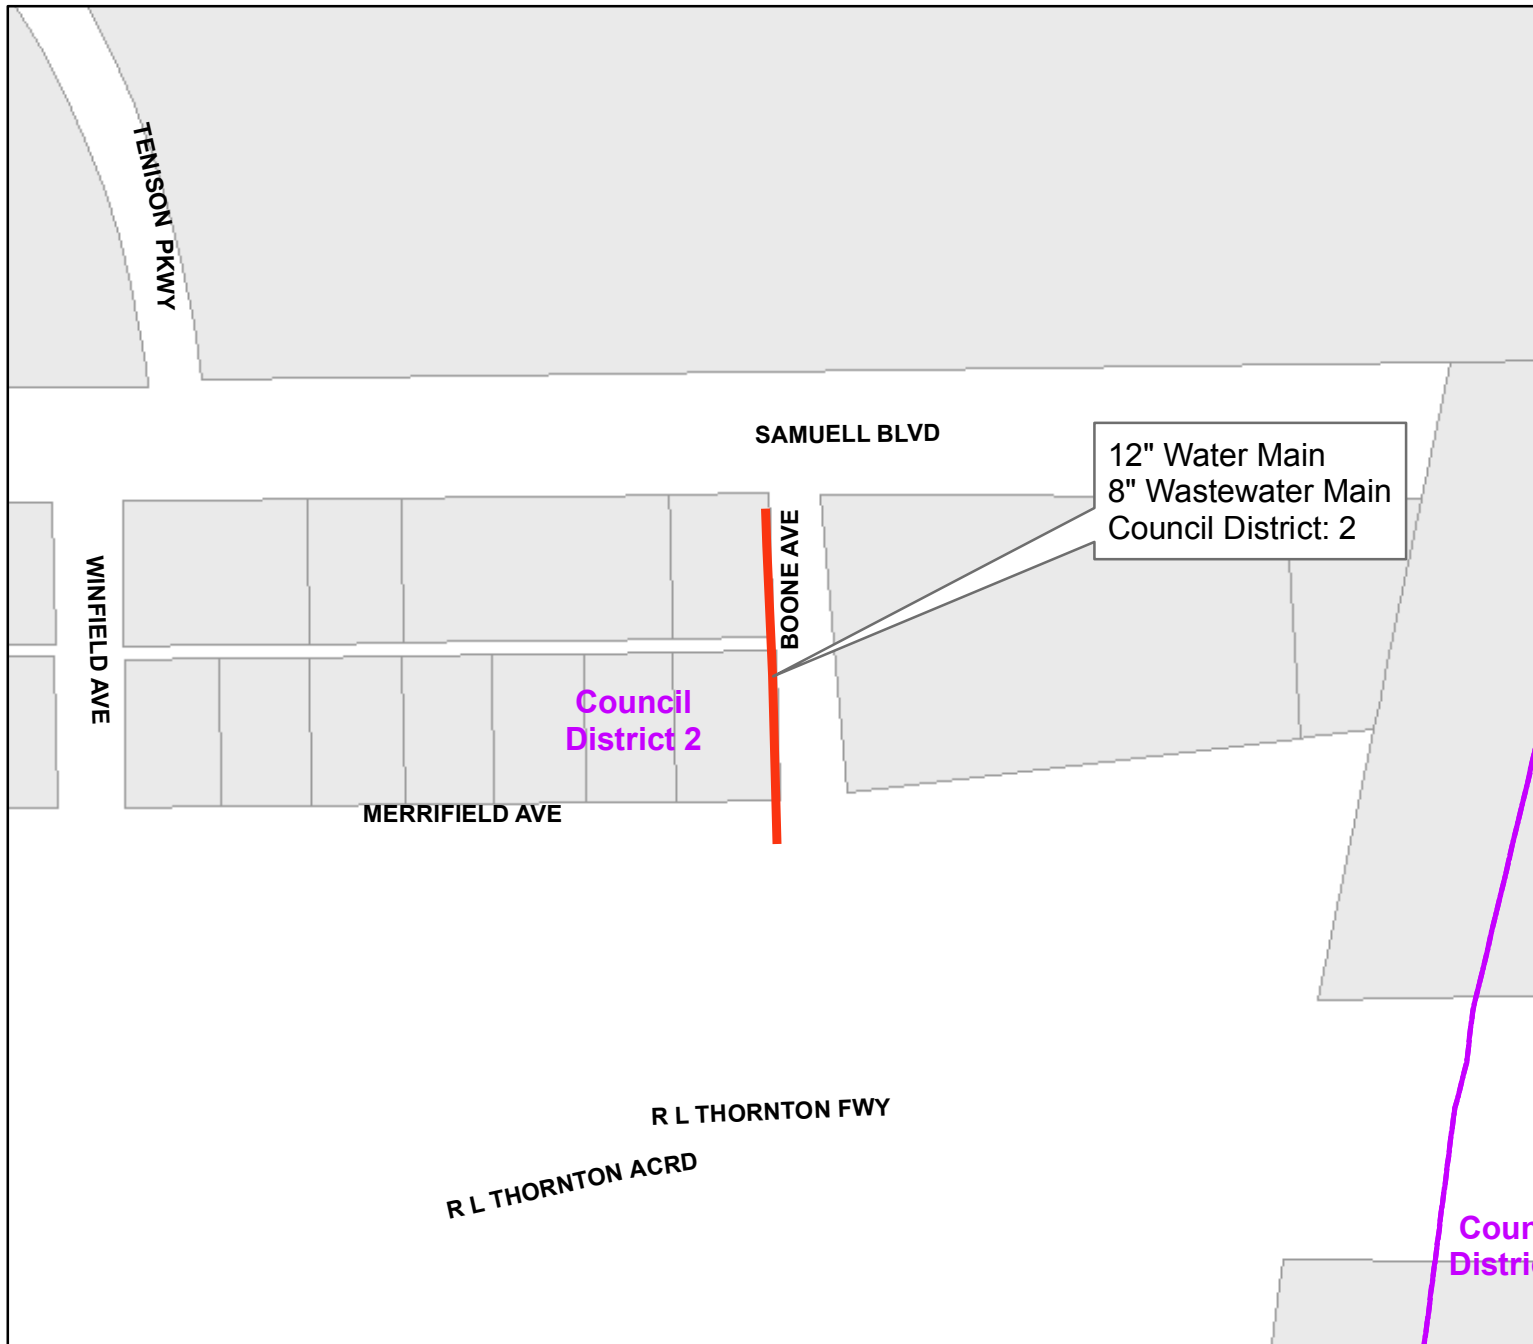 TENISON PKWY
SAMUELL BLVD
12" Water Main
8" Wastewater Main
Council District: 2
BOONE AVE
WINFIELD AVE
Council
District 2
MERRIFIELD AVE
R L THORNTON FWY
R L THORNTON ACRD